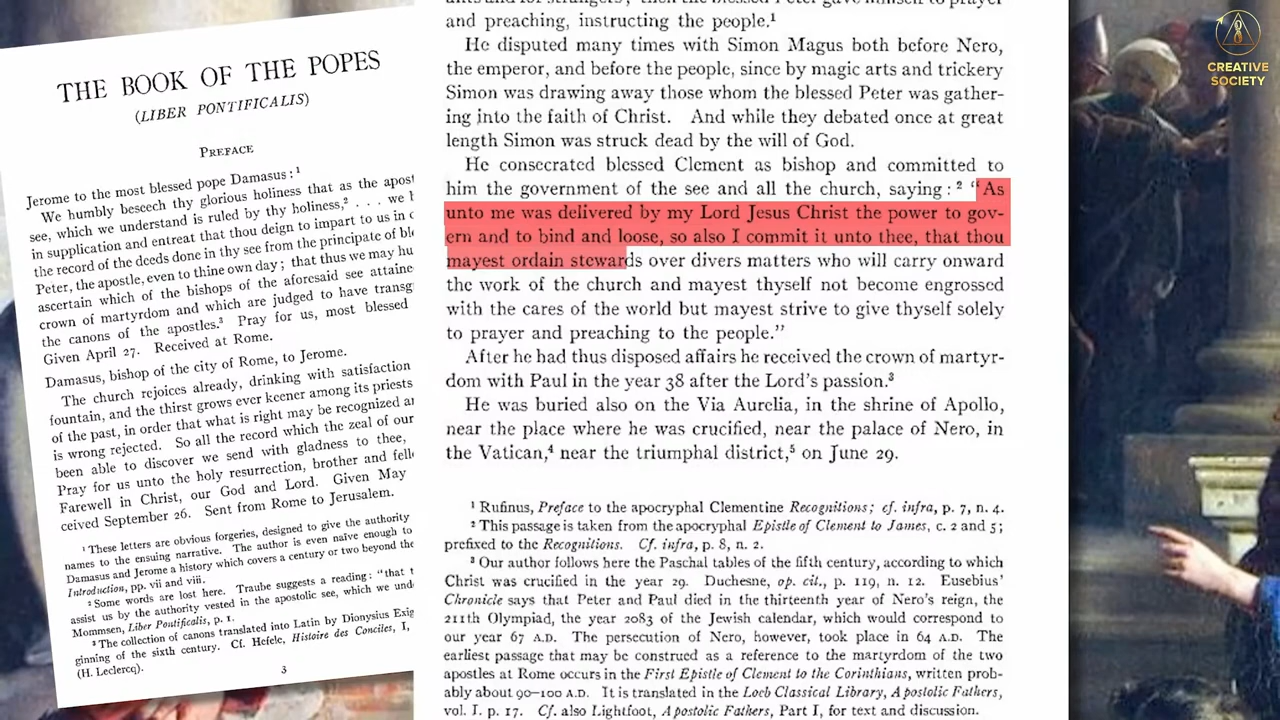 THE BOOK OF THE POPES
(LIBER PONTIFICALIS)
PREFACE
Jerome to the most blessed pope Damasus:¹
We humbly beseech thy glorious holiness that as the apost
see, which we understand is ruled by thy holiness,² . . . we
in supplication and entreat that thou deign to impart to us in
the record of the deeds done in thy see from the principate of
Peter, the apostle, even to thine own day; that thus we may
ascertain which of the bishops of the aforesaid see attaine
crown of martyrdom and which are judged to have transg
the canons of the apostles.³ Pray for us, most blessed
Given April 27. Received at Rome.
Damasus, bishop of the city of Rome, to Jerome.
The church rejoices already, drinking with satisfaction
fountain, and the thirst grows ever keener among its priests
of the past, in order that what is right may be recognized
is wrong rejected. So all the record which the zeal of our
been able to discover we send with gladness to thee,
Pray for us unto the holy resurrection, brother and
Farewell in Christ, our God and Lord. Given May
ceived September 26. Sent from Rome to Jerusalem.
¹ These letters are obvious forgeries, designed to give the authority
names to the ensuing narrative. The author is even naïve enough to
Damasus and Jerome a history which covers a century or two beyond
Introduction, pp. vii and viii.
² Some words are lost here. Traube suggests a reading: "that
assist us by the authority vested in the apostolic see, which we
Mommsen, Liber Pontificalis, p. 1.
³ The collection of canons translated into Latin by Dionysius Exig
ginning of the sixth century. Cf. Hefele, Histoire des Conciles, I,
(H. Leclercq).
3
and preaching, instructing the people.¹
He disputed many times with Simon Magus both before Nero,
the emperor, and before the people, since by magic arts and trickery
Simon was drawing away those whom the blessed Peter was gather-
ing into the faith of Christ. And while they debated once at great
length Simon was struck dead by the will of God.
He consecrated blessed Clement as bishop and committed to
him the government of the see and all the church, saying:² "As
unto me was delivered by my Lord Jesus Christ the power to gov-
ern and to bind and loose, so also I commit it unto thee, that thou
mayest ordain stewards over divers matters who will carry onward
the work of the church and mayest thyself not become engrossed
with the cares of the world but mayest strive to give thyself solely
to prayer and preaching to the people."
After he had thus disposed affairs he received the crown of martyr-
dom with Paul in the year 38 after the Lord's passion.³
He was buried also on the Via Aurelia, in the shrine of Apollo,
near the place where he was crucified, near the palace of Nero, in
the Vatican,⁴ near the triumphal district,⁵ on June 29.
¹ Rufinus, Preface to the apocryphal Clementine Recognitions; cf. infra, p. 7, n. 4.
² This passage is taken from the apocryphal Epistle of Clement to James, c. 2 and 5;
prefixed to the Recognitions. Cf. infra, p. 8, n. 2.
³ Our author follows here the Paschal tables of the fifth century, according to which
Christ was crucified in the year 29. Duchesne, op. cit., p. 119, n. 12. Eusebius'
Chronicle says that Peter and Paul died in the thirteenth year of Nero's reign, the
211th Olympiad, the year 2083 of the Jewish calendar, which would correspond to
our year 67 A.D. The persecution of Nero, however, took place in 64 A.D. The
earliest passage that may be construed as a reference to the martyrdom of the two
apostles at Rome occurs in the First Epistle of Clement to the Corinthians, written prob-
ably about 90–100 A.D. It is translated in the Loeb Classical Library, Apostolic Fathers,
vol. I. p. 17. Cf. also Lightfoot, Apostolic Fathers, Part I, for text and discussion.
CREATIVE
SOCIETY